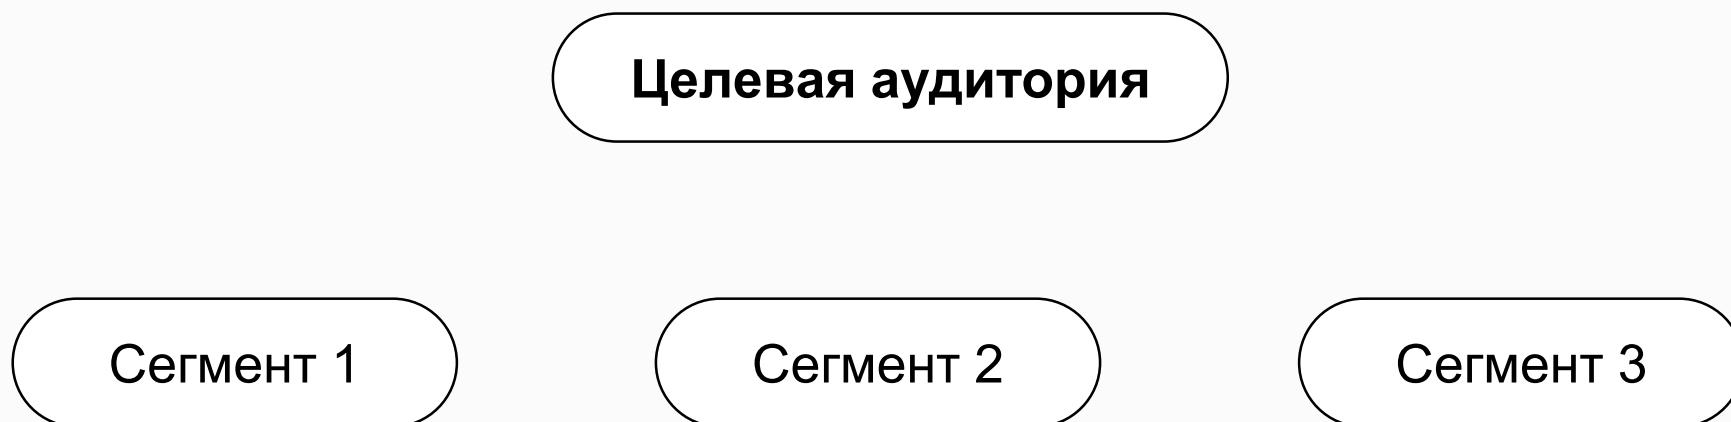 Целевая аудитория
Сегмент 1
Сегмент 2
Сегмент 3